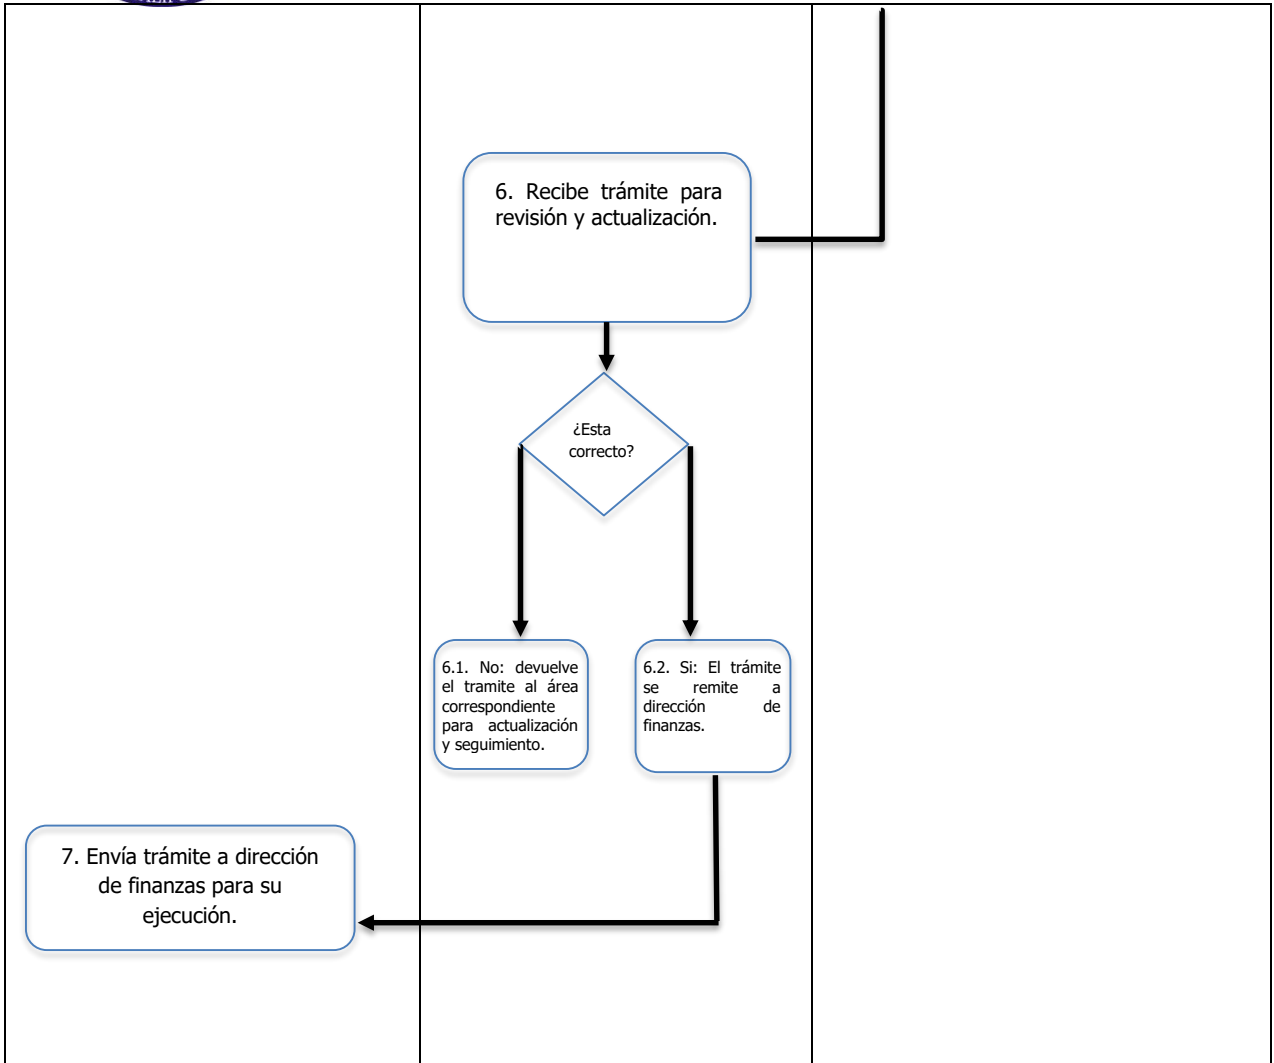 6. Recibe trámite para
revisión y actualización.
¿Esta
correcto?
6.1. No: devuelve
el tramite al área
correspondiente
para actualización
y seguimiento.
6.2. Si: El trámite
se remite a
dirección de
finanzas.
7. Envía trámite a dirección
de finanzas para su
ejecución.